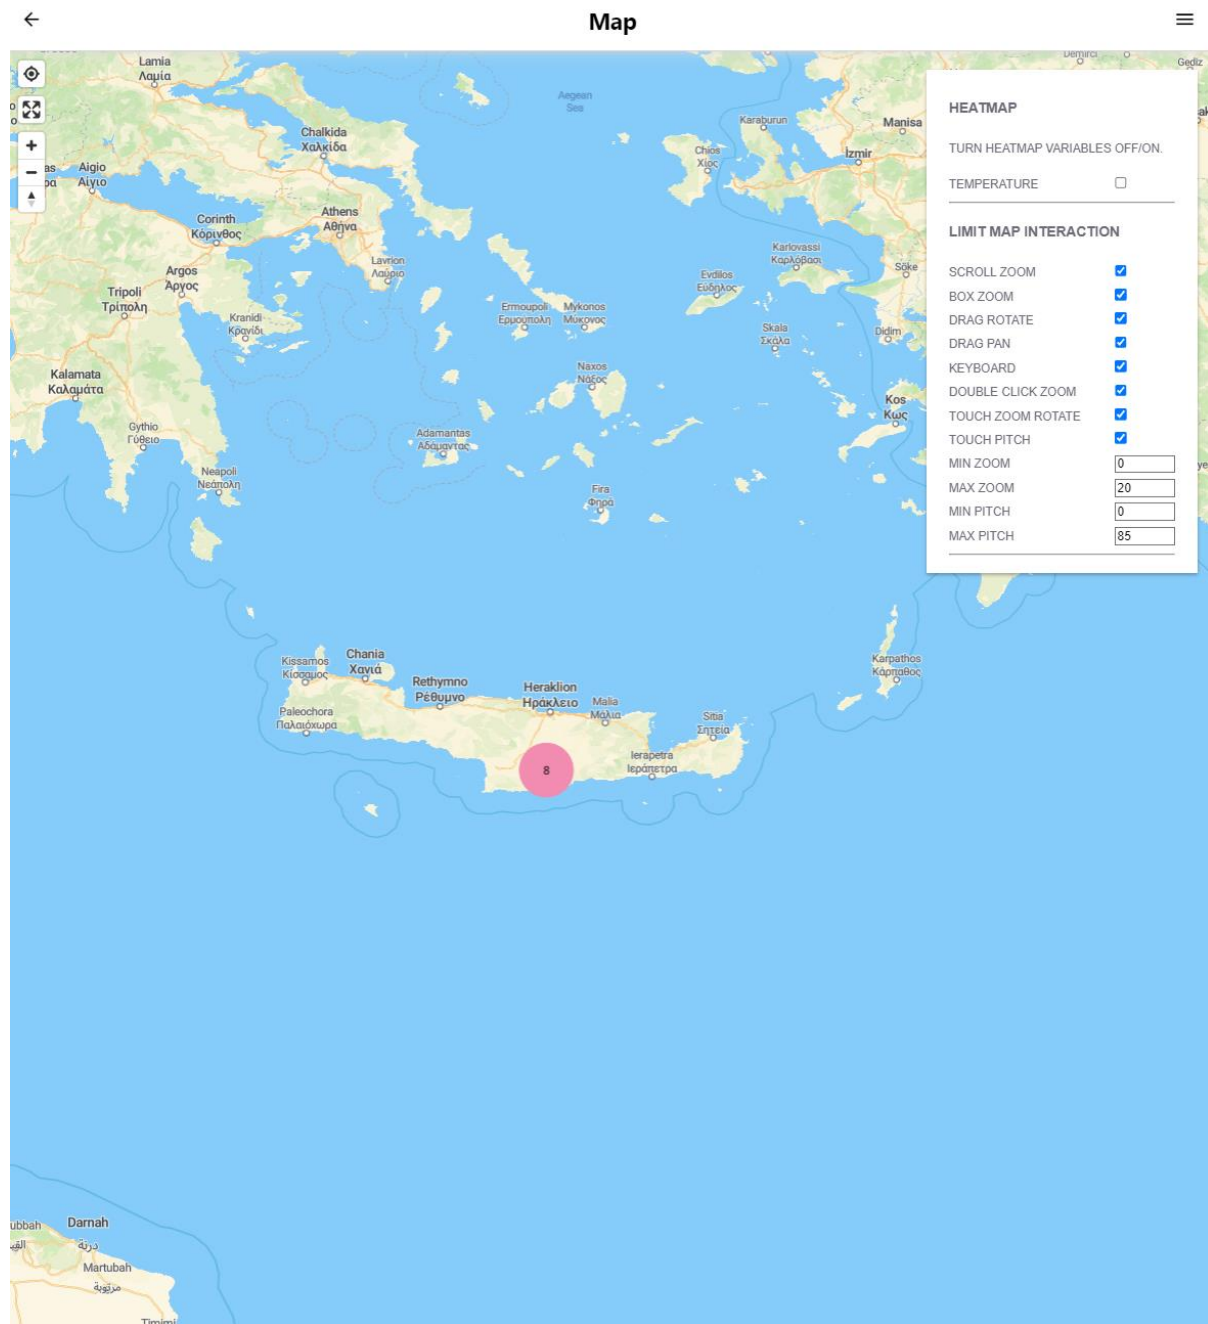 Map
Lamia
Λαμία
Aegean
Sea
Demirci
Gediz
Chalkida
Χαλκίδα
Karaburun
Manisa
Chios
Χίος
İzmir
Aigio
Αίγιο
Corinth
Κόρινθος
Athens
Αθήνα
Lavrion
Λαύριο
Argos
Άργος
Tripoli
Τρίπολη
Kranidi
Κρανίδι
Karlovassi
Καρλόβασι
Evdilos
Εύδηλος
Söke
Ermoupoli
Ερμούπολη
Mykonos
Μύκονος
Skala
Σκάλα
Didim
Naxos
Νάξος
Kalamata
Καλαμάτα
Kos
Κως
Gythio
Γύθειο
Adamantas
Αδάμαντας
Neapoli
Νεάπολη
Fira
Φηρά
HEATMAP
TURN HEATMAP VARIABLES OFF/ON.
TEMPERATURE
LIMIT MAP INTERACTION
SCROLL ZOOM
BOX ZOOM
DRAG ROTATE
DRAG PAN
KEYBOARD
DOUBLE CLICK ZOOM
TOUCH ZOOM ROTATE
TOUCH PITCH
MIN ZOOM 0
MAX ZOOM 20
MIN PITCH 0
MAX PITCH 85
Kissamos
Κίσσαμος
Chania
Χανιά
Rethymno
Ρέθυμνο
Heraklion
Ηράκλειο
Malia
Μάλια
Karpathos
Κάρπαθος
Paleochora
Παλαιόχωρα
Sitia
Σητεία
Ierapetra
Ιεράπετρα
8
Darnah
درنة
Martubah
مرتوبة